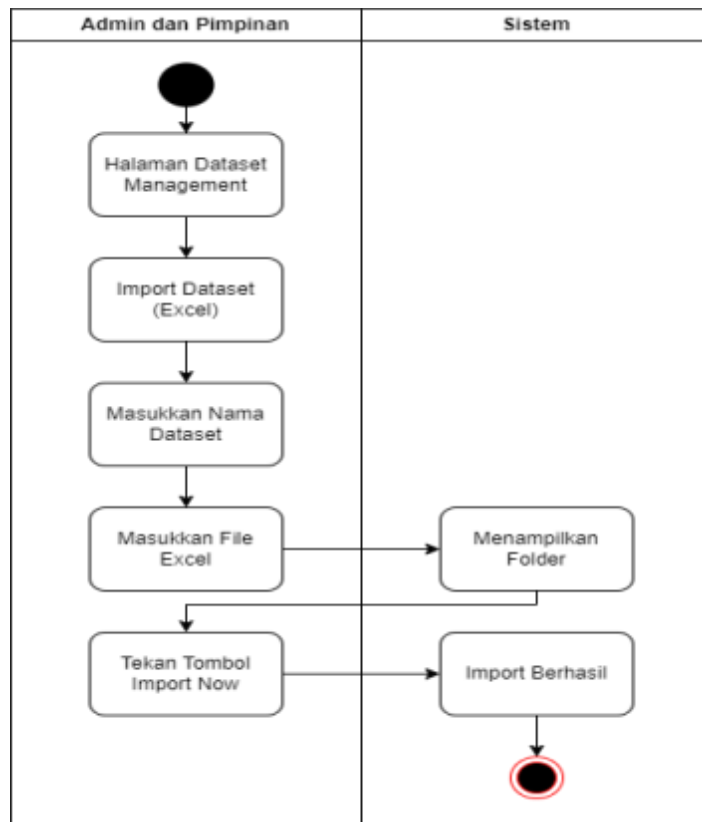 Admin dan Pimpinan
Sistem
Halaman Dataset
Management
Import Dataset
(Excel)
Masukkan Nama
Dataset
Masukkan File
Excel
Menampilkan
Folder
Tekan Tombol
Import Now
Import Berhasil